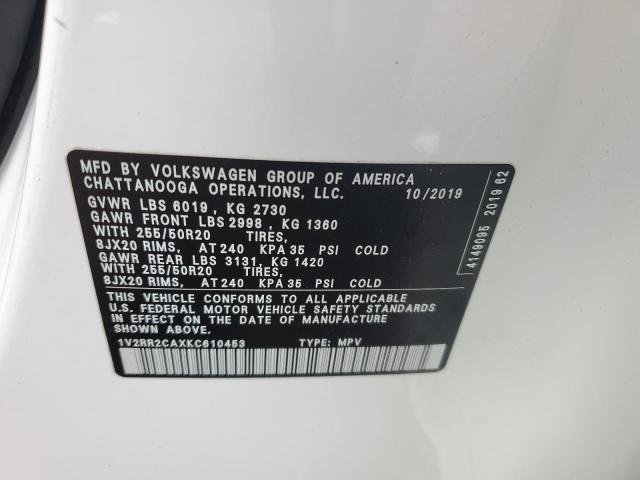 MFD BY VOLKSWAGEN GROUP OF AMERICA
CHATTANOOGA OPERATIONS, LLC. 10/2019
GVWR LBS 6019, KG 2730
GAWR FRONT LBS 2998, KG 1360
WITH 255/50R20 TIRES,
8JX20 RIMS, AT 240 KPA 35 PSI COLD
GAWR REAR LBS 3131, KG 1420
WITH 255/50R20 TIRES,
8JX20 RIMS, AT 240 KPA 35 PSI COLD
THIS VEHICLE CONFORMS TO ALL APPLICABLE
U.S. FEDERAL MOTOR VEHICLE SAFETY STANDARDS
IN EFFECT ON THE DATE OF MANUFACTURE
SHOWN ABOVE.
1V2RR2CAXKC610453 TYPE: MPV
4149095 2019 62